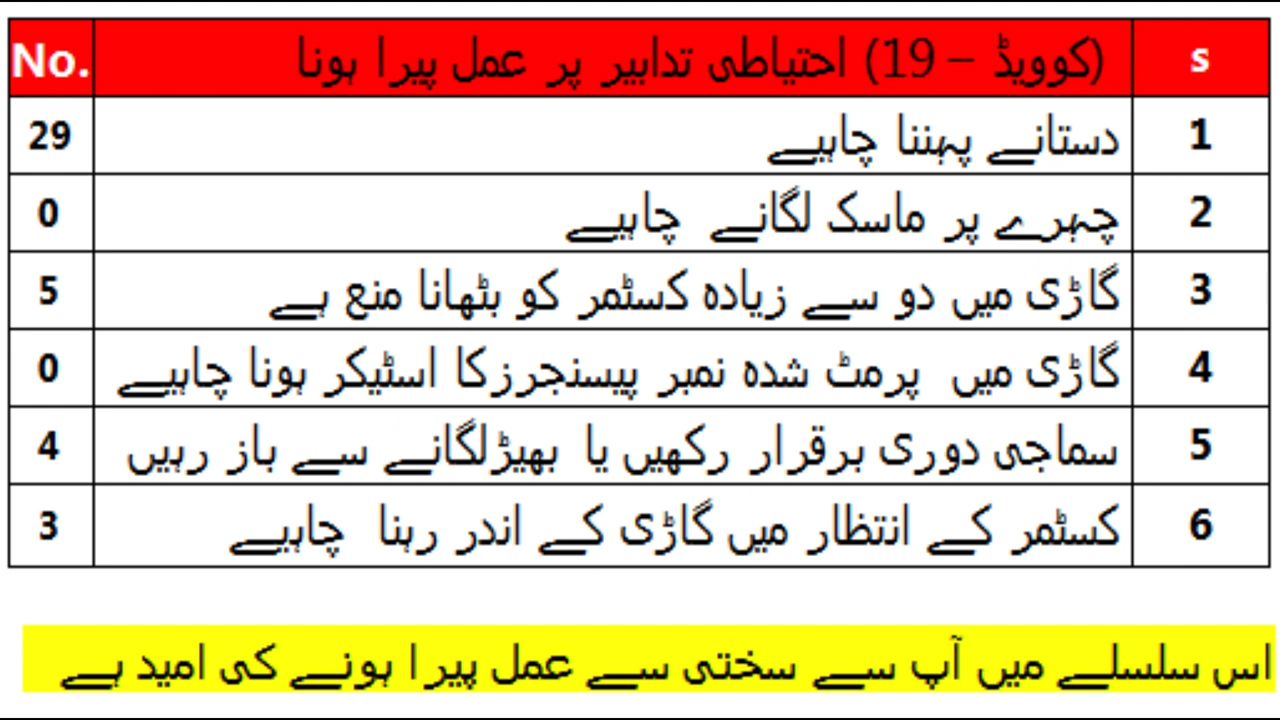 s (کوویڈ – 19) احتیاطی تدابیر پر عمل پیرا ہونا No.
1 دستانے پہننا چاہیے 29
2 چہرے پر ماسک لگانے چاہیے 0
3 گاڑی میں دو سے زیادہ کسٹمر کو بٹھانا منع ہے 5
4 گاڑی میں پرمٹ شدہ نمبر پیسنجرزکا اسٹیکر ہونا چاہیے 0
5 سماجی دوری برقرار رکھیں یا بھیڑلگانے سے باز رہیں 4
6 کسٹمر کے انتظار میں گاڑی کے اندر رہنا چاہیے 3
اس سلسلے میں آپ سے سختی سے عمل پیرا ہونے کی امید ہے